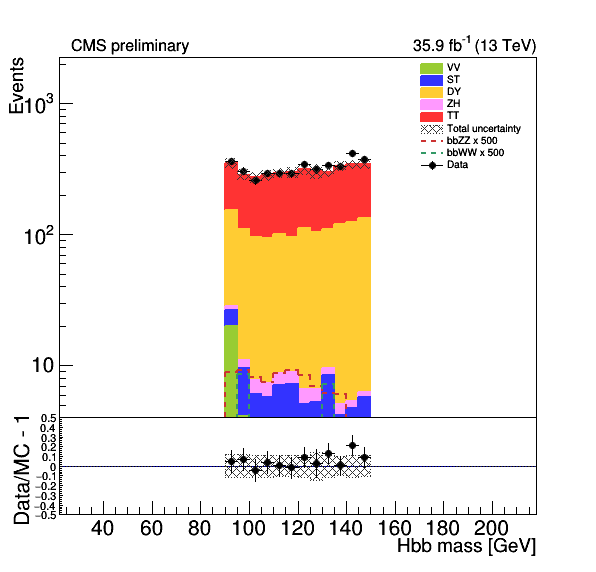 CMS preliminary
35.9 fb⁻¹ (13 TeV)
Events
10³
10²
10
VV
ST
DY
ZH
TT
Total uncertainty
bbZZ x 500
bbWW x 500
Data
Data/MC - 1
0.5
0.4
0.3
0.2
0.1
0
−0.1
−0.2
−0.3
−0.4
−0.5
40 60 80 100 120 140 160 180 200
Hbb mass [GeV]